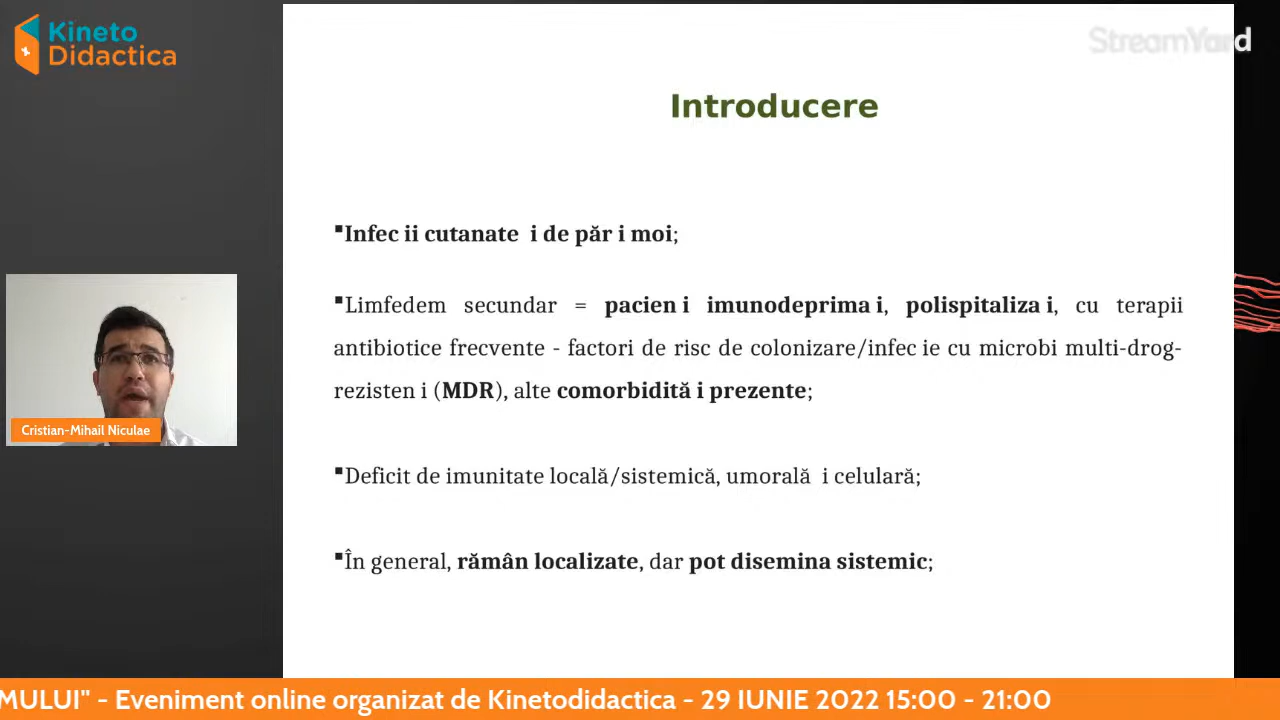 Kineto
Didactica
StreamYard
Introducere
▪Infec ii cutanate  i de păr i moi;
▪Limfedem secundar = pacien i imunodeprima i, polispitaliza i, cu terapii
antibiotice frecvente - factori de risc de colonizare/infec ie cu microbi multi-drog-
rezisten i (MDR), alte comorbidită i prezente;
▪Deficit de imunitate locală/sistemică, umorală  i celulară;
▪În general, rămân localizate, dar pot disemina sistemic;
Cristian-Mihail Niculae
MULUI" - Eveniment online organizat de Kinetodidactica - 29 IUNIE 2022 15:00 - 21:00